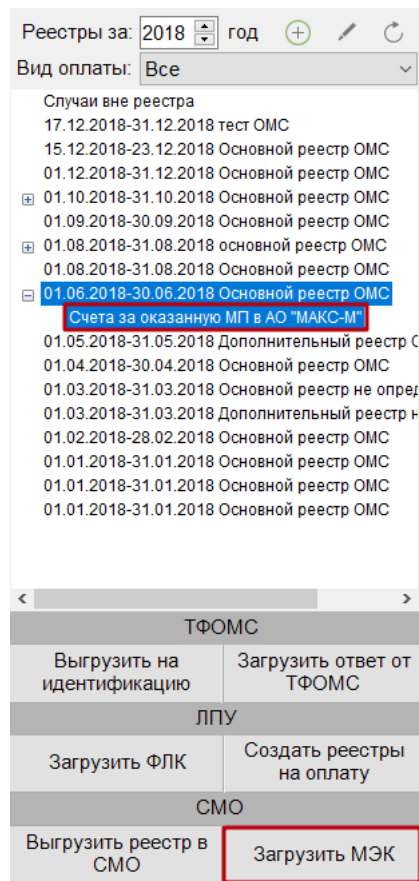 Реестры за: 2018 год
Вид оплаты: Все
Случаи вне реестра
17.12.2018-31.12.2018 тест ОМС
15.12.2018-23.12.2018 Основной реестр ОМС
01.12.2018-31.12.2018 Основной реестр ОМС
01.10.2018-31.10.2018 Основной реестр ОМС
01.09.2018-30.09.2018 Основной реестр ОМС
01.08.2018-31.08.2018 основной реестр ОМС
01.08.2018-31.08.2018 Основной реестр ОМС
01.06.2018-30.06.2018 Основной реестр ОМС
Счета за оказанную МП в АО "МАКС-М"
01.05.2018-31.05.2018 Дополнительный реестр
01.04.2018-30.04.2018 Основной реестр ОМС
01.03.2018-31.03.2018 Основной реестр не
01.03.2018-31.03.2018 Дополнительный реестр
01.02.2018-28.02.2018 Основной реестр ОМС
01.01.2018-31.01.2018 Основной реестр ОМС
01.01.2018-31.01.2018 Основной реестр ОМС
01.01.2018-31.01.2018 Основной реестр ОМС
ТФОМС
Выгрузить на идентификацию
Загрузить ответ от ТФОМС
ЛПУ
Загрузить ФЛК
Создать реестры на оплату
СМО
Выгрузить реестр в СМО
Загрузить МЭК